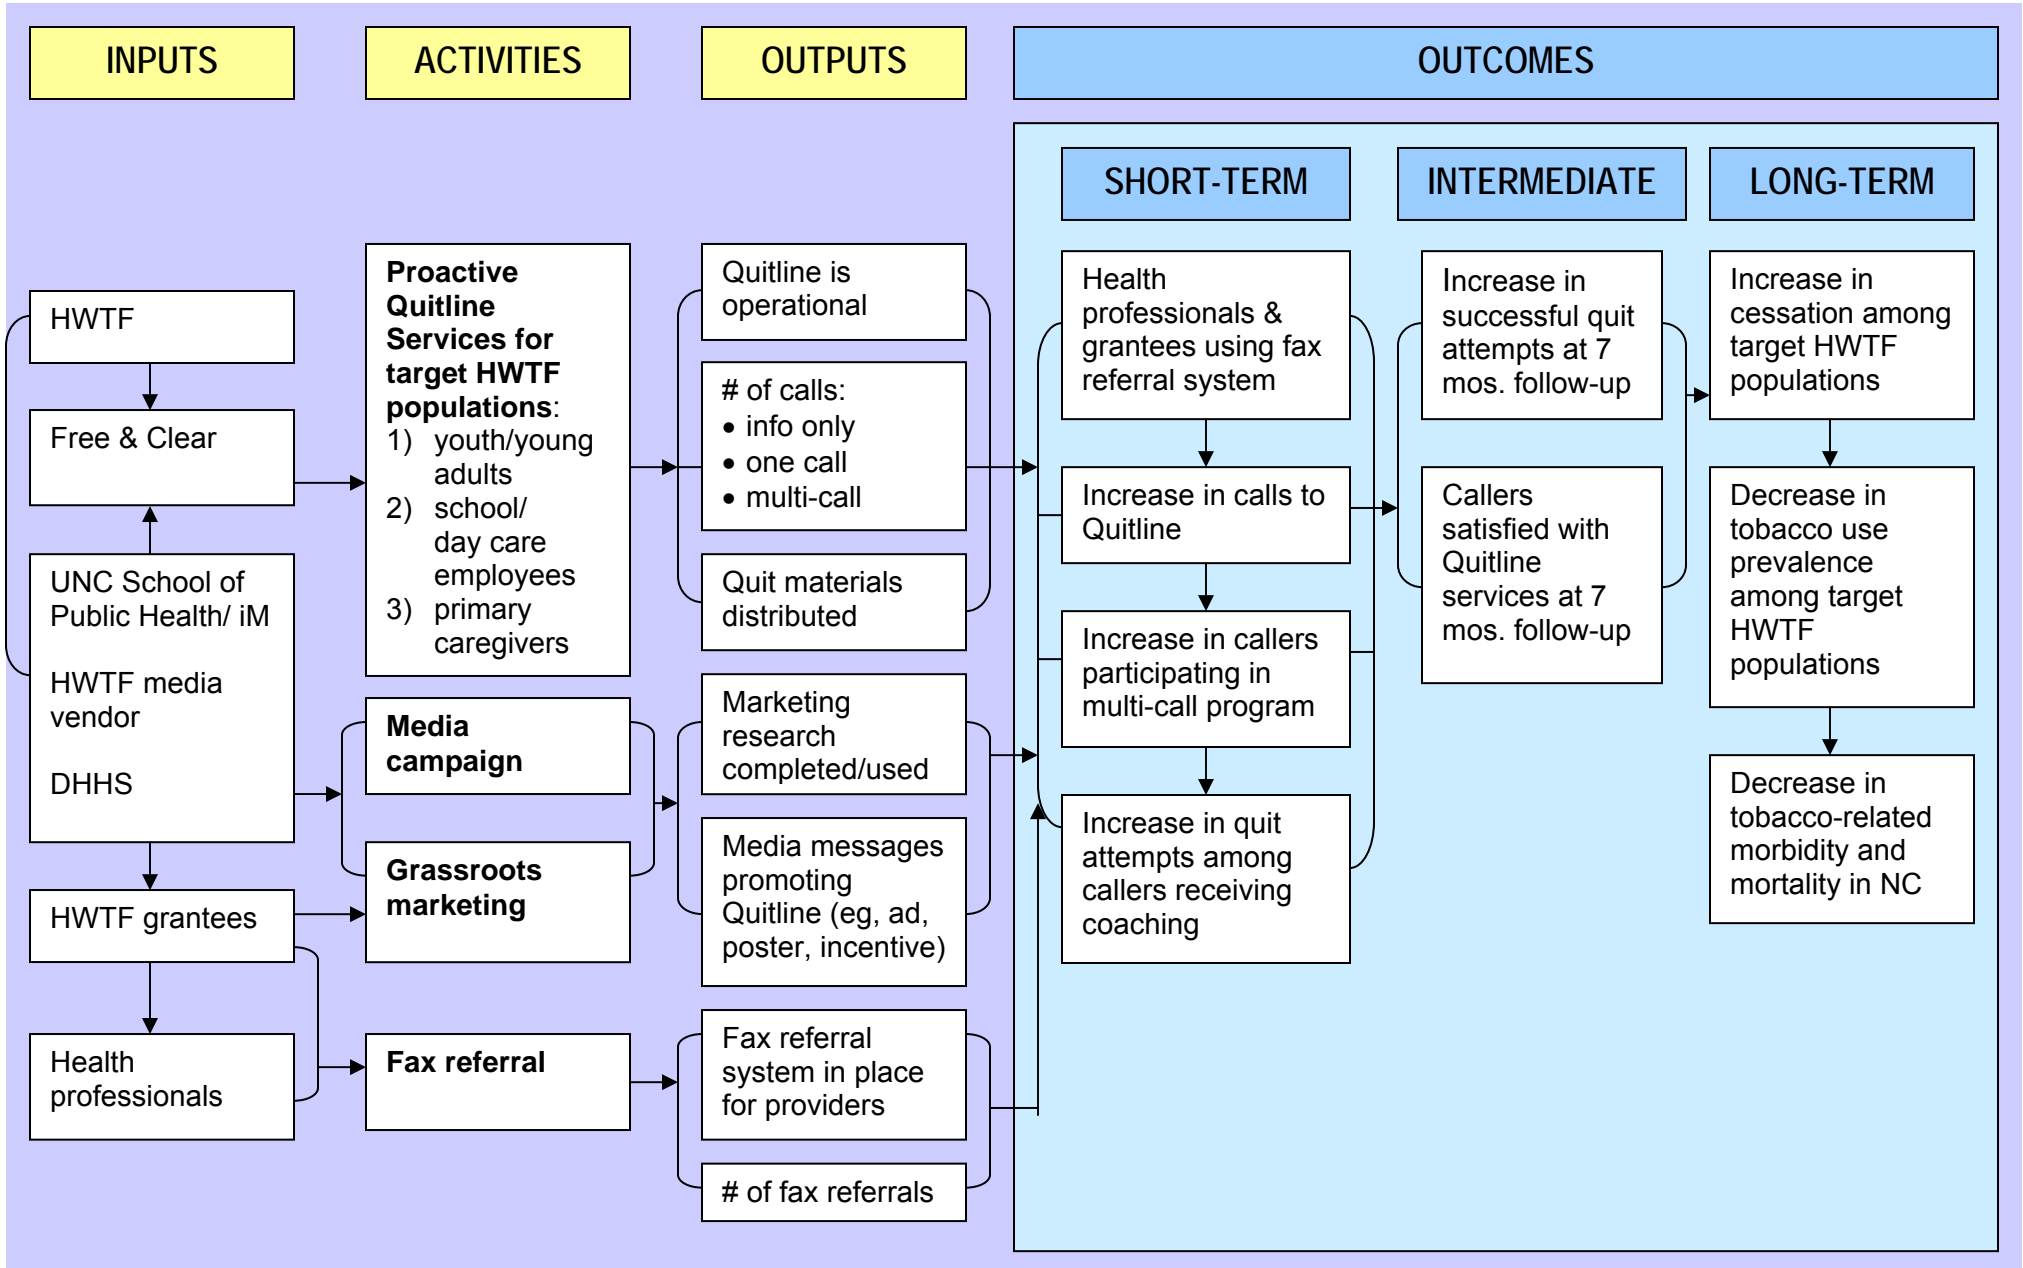 INPUTS
ACTIVITIES
OUTPUTS
OUTCOMES
SHORT-TERM
INTERMEDIATE
LONG-TERM
HWTF
Free & Clear
UNC School of
Public Health/ iM
HWTF media
vendor
DHHS
HWTF grantees
Health
professionals
Proactive
Quitline
Services for
target HWTF
populations:
1) youth/young
adults
2) school/
day care
employees
3) primary
caregivers
Media
campaign
Grassroots
marketing
Fax referral
Quitline is
operational
# of calls:
• info only
• one call
• multi-call
Quit materials
distributed
Marketing
research
completed/used
Media messages
promoting
Quitline (eg, ad,
poster, incentive)
Fax referral
system in place
for providers
# of fax referrals
Health
professionals &
grantees using fax
referral system
Increase in calls to
Quitline
Increase in callers
participating in
multi-call program
Increase in quit
attempts among
callers receiving
coaching
Increase in
successful quit
attempts at 7
mos. follow-up
Callers
satisfied with
Quitline
services at 7
mos. follow-up
Increase in
cessation among
target HWTF
populations
Decrease in
tobacco use
prevalence
among target
HWTF
populations
Decrease in
tobacco-related
morbidity and
mortality in NC